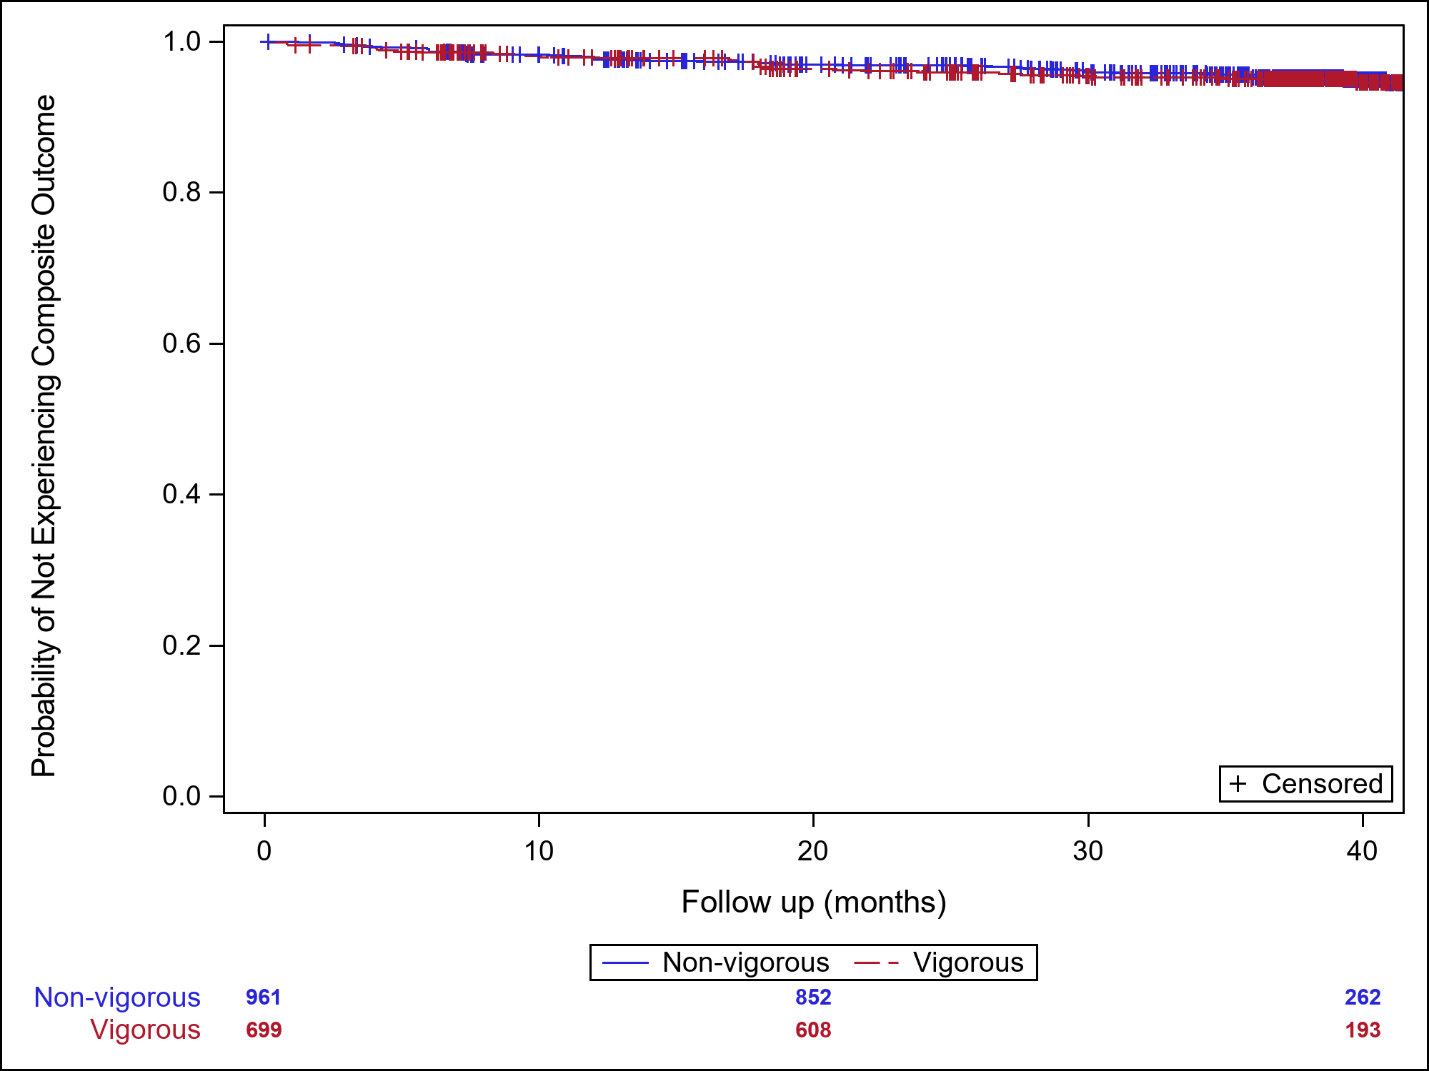 Probability of Not Experiencing Composite Outcome
1.0
0.8
0.6
0.4
0.2
0.0
+ Censored
0 10 20 30 40
Follow up (months)
Non-vigorous Vigorous
Non-vigorous 961 852 262
Vigorous 699 608 193